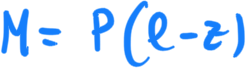 M = P(l-z)